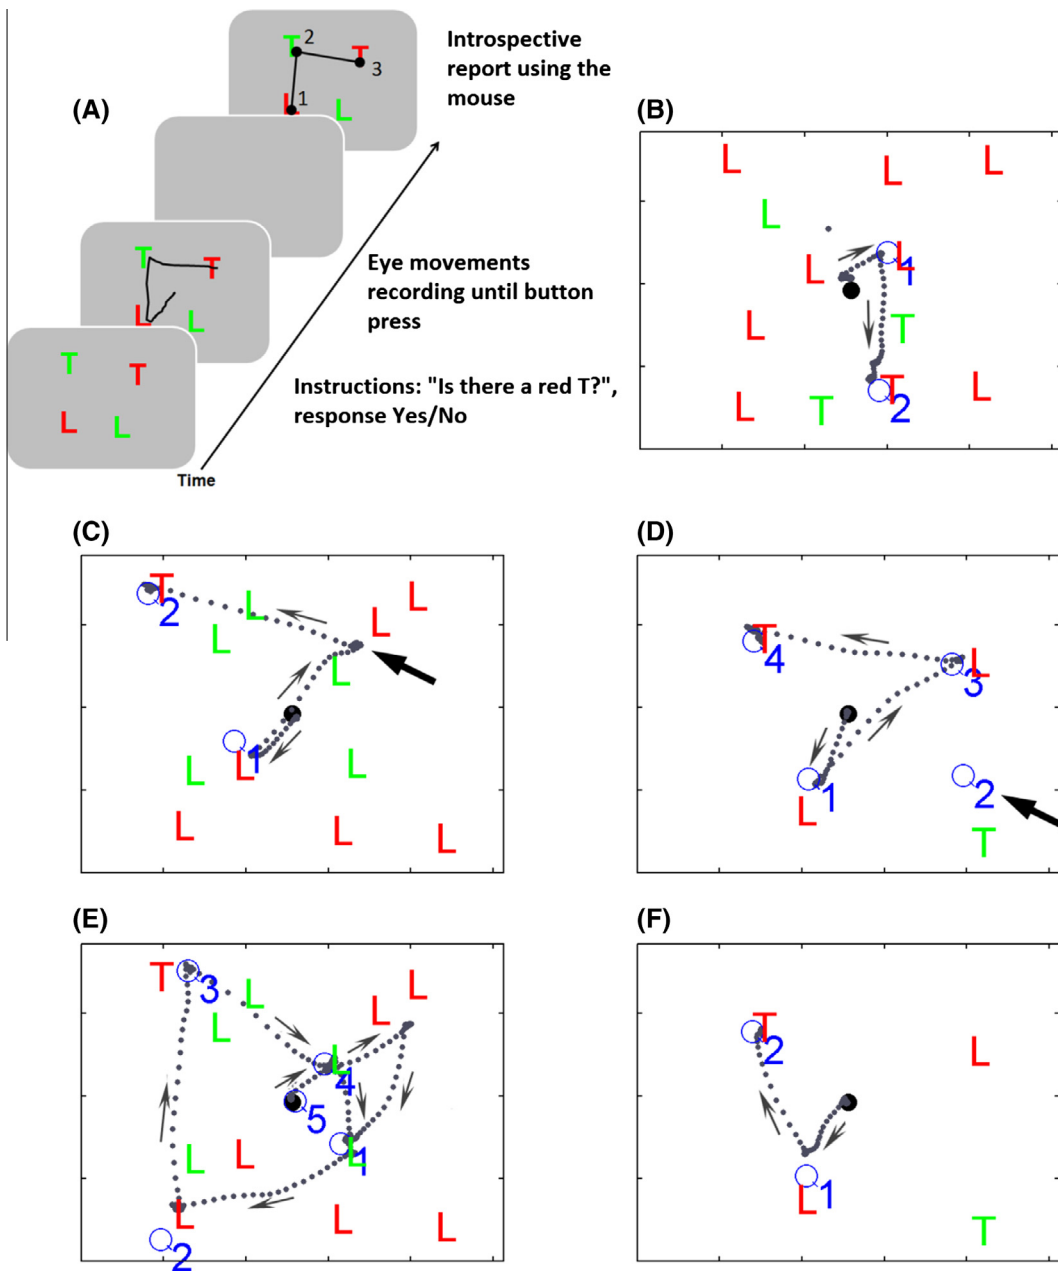 (A)
T
2
T
3
1
L
L
Introspective
report using the
mouse
T
T
L
L
Eye movements
recording until button
press
T
T
L
L
Instructions: "Is there a red T?",
response Yes/No
Time
(B)
L
L
L
L
L
L
1
L
T
T
2
L
L
T
(C)
T
2
L
L
L
L
L
1
L
L
L
L
L
L
(D)
T
4
L
3
1
2
L
T
(E)
T
3
L
L
L
L
L
4
5
1
L
L
L
L
2
L
L
(F)
T
2
L
1
L
T